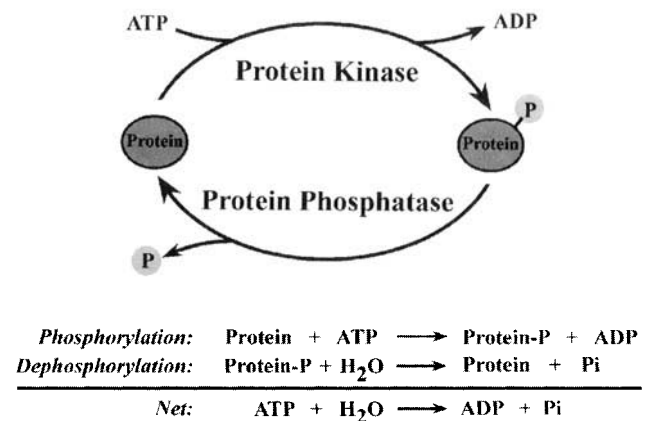 ATP ADP
Protein Kinase
P
Protein Protein
Protein Phosphatase
P
Phosphorylation: Protein + ATP → Protein-P + ADP
Dephosphorylation: Protein-P + H₂O → Protein + Pi
Net: ATP + H₂O → ADP + Pi